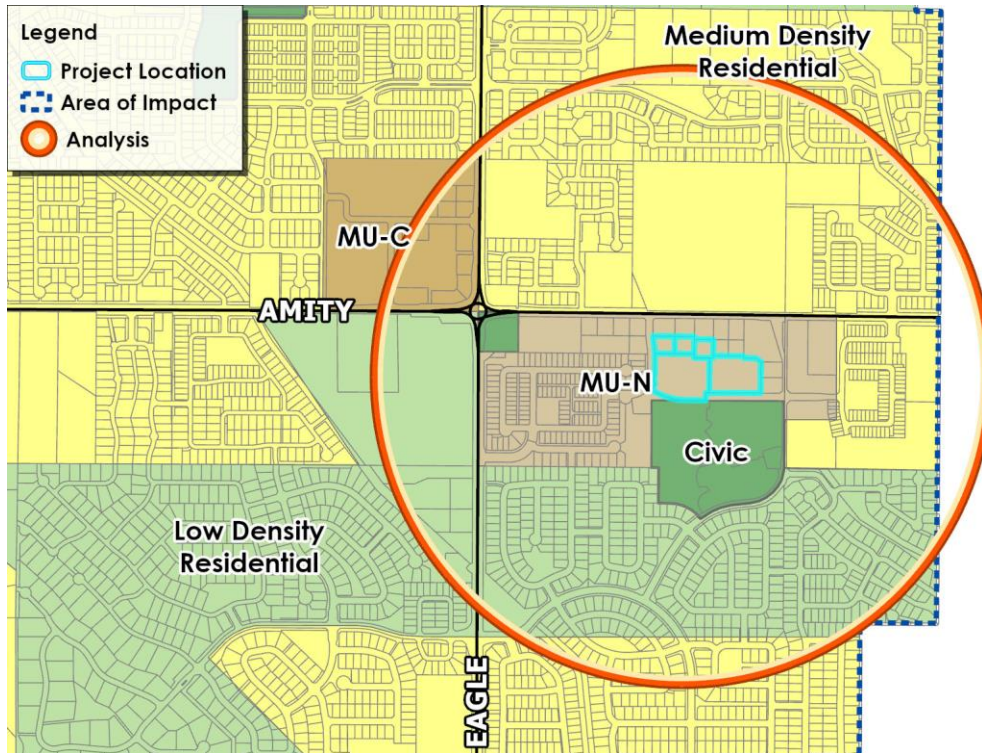 Legend
Project Location
Area of Impact
Analysis
Medium Density
Residential
MU-C
AMITY
MU-N
Civic
Low Density
Residential
EAGLE